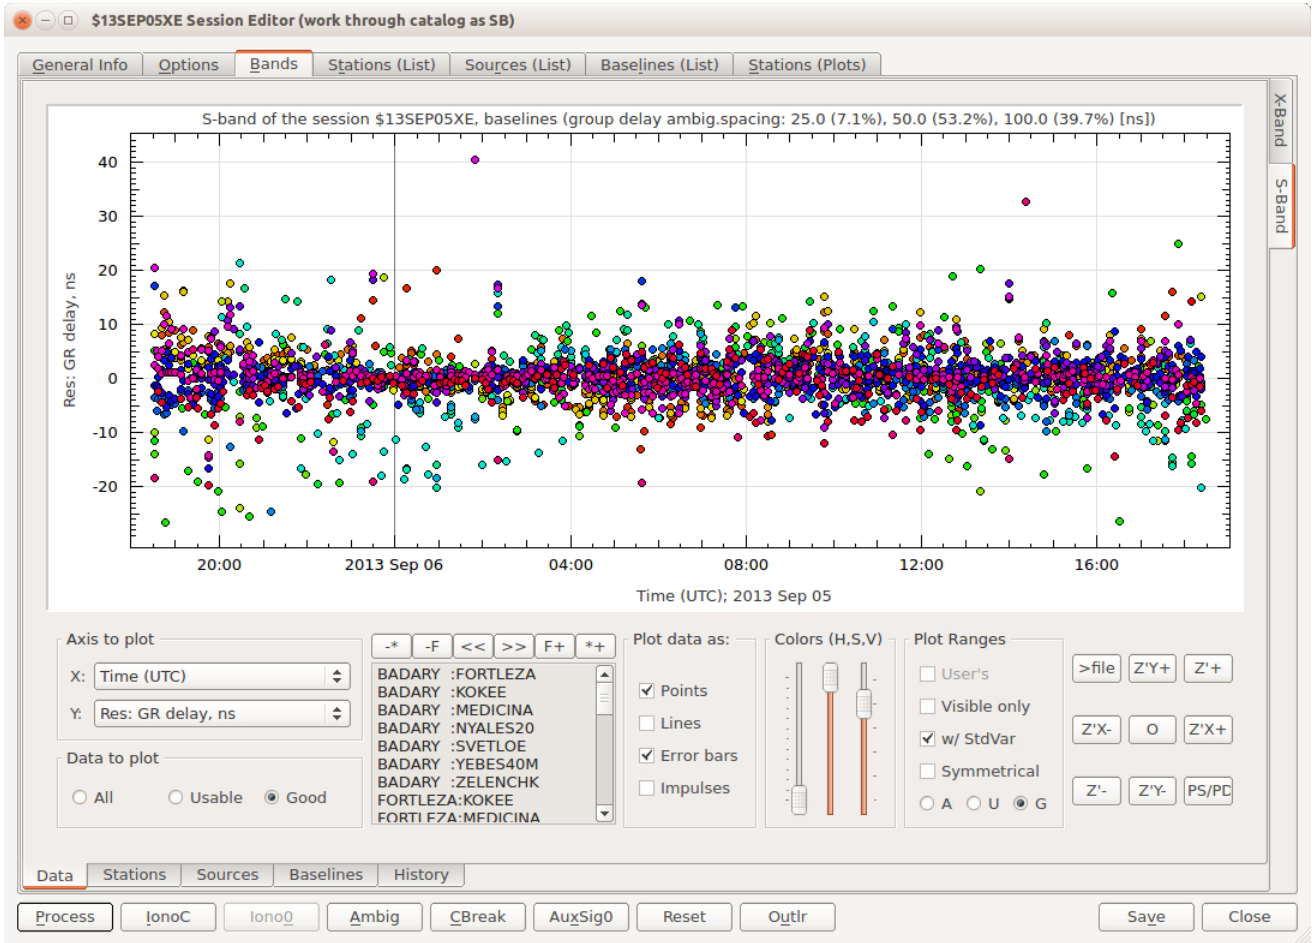 $13SEP05XE Session Editor (work through catalog as SB)
General Info Options Bands Stations (List) Sources (List) Baselines (List) Stations (Plots)
X-Band
S-Band
S-band of the session $13SEP05XE, baselines (group delay ambig.spacing: 25.0 (7.1%), 50.0 (53.2%), 100.0 (39.7%) [ns])
Res: GR delay, ns
40
30
20
10
0
-10
-20
20:00 2013 Sep 06 04:00 08:00 12:00 16:00
Time (UTC); 2013 Sep 05
Axis to plot
X: Time (UTC)
Y: Res: GR delay, ns
Data to plot
All Usable Good
-* -F << >> F+ *+
BADARY :FORTLEZA
BADARY :KOKEE
BADARY :MEDICINA
BADARY :NYALES20
BADARY :SVETLOE
BADARY :YEBES40M
BADARY :ZELENCHK
FORTLEZA:KOKEE
FORTLEZA:MEDICINA
Plot data as:
Points
Lines
Error bars
Impulses
Colors (H,S,V)
Plot Ranges
User's
Visible only
w/ StdVar
Symmetrical
A U G
>file Z'Y+ Z'+
Z'X- O Z'X+
Z'- Z'Y- PS/PD
Data Stations Sources Baselines History
Process IonoC Iono0 Ambig CBreak AuxSig0 Reset Outlr Save Close